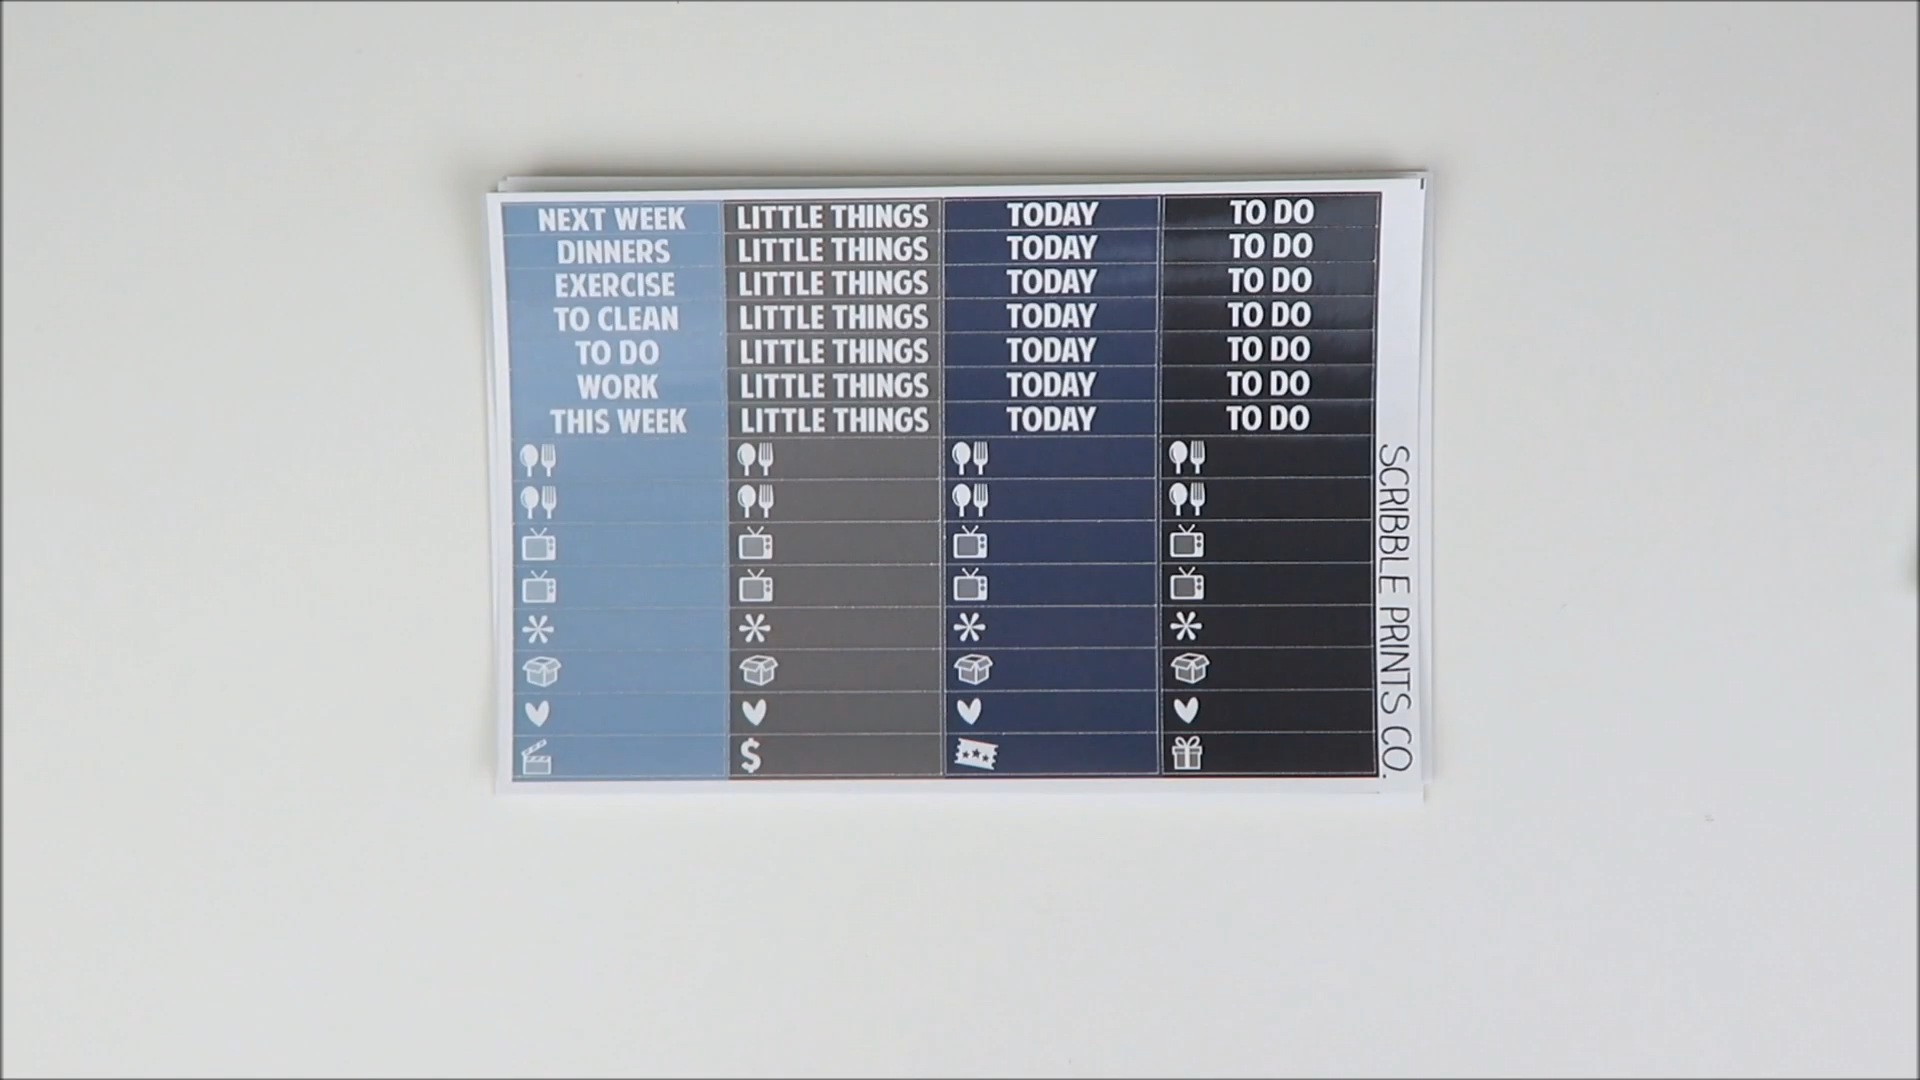 NEXT WEEK LITTLE THINGS TODAY TO DO
DINNERS LITTLE THINGS TODAY TO DO
EXERCISE LITTLE THINGS TODAY TO DO
TO CLEAN LITTLE THINGS TODAY TO DO
TO DO LITTLE THINGS TODAY TO DO
WORK LITTLE THINGS TODAY TO DO
THIS WEEK LITTLE THINGS TODAY TO DO
$
SCRIBBLE PRINTS CO.